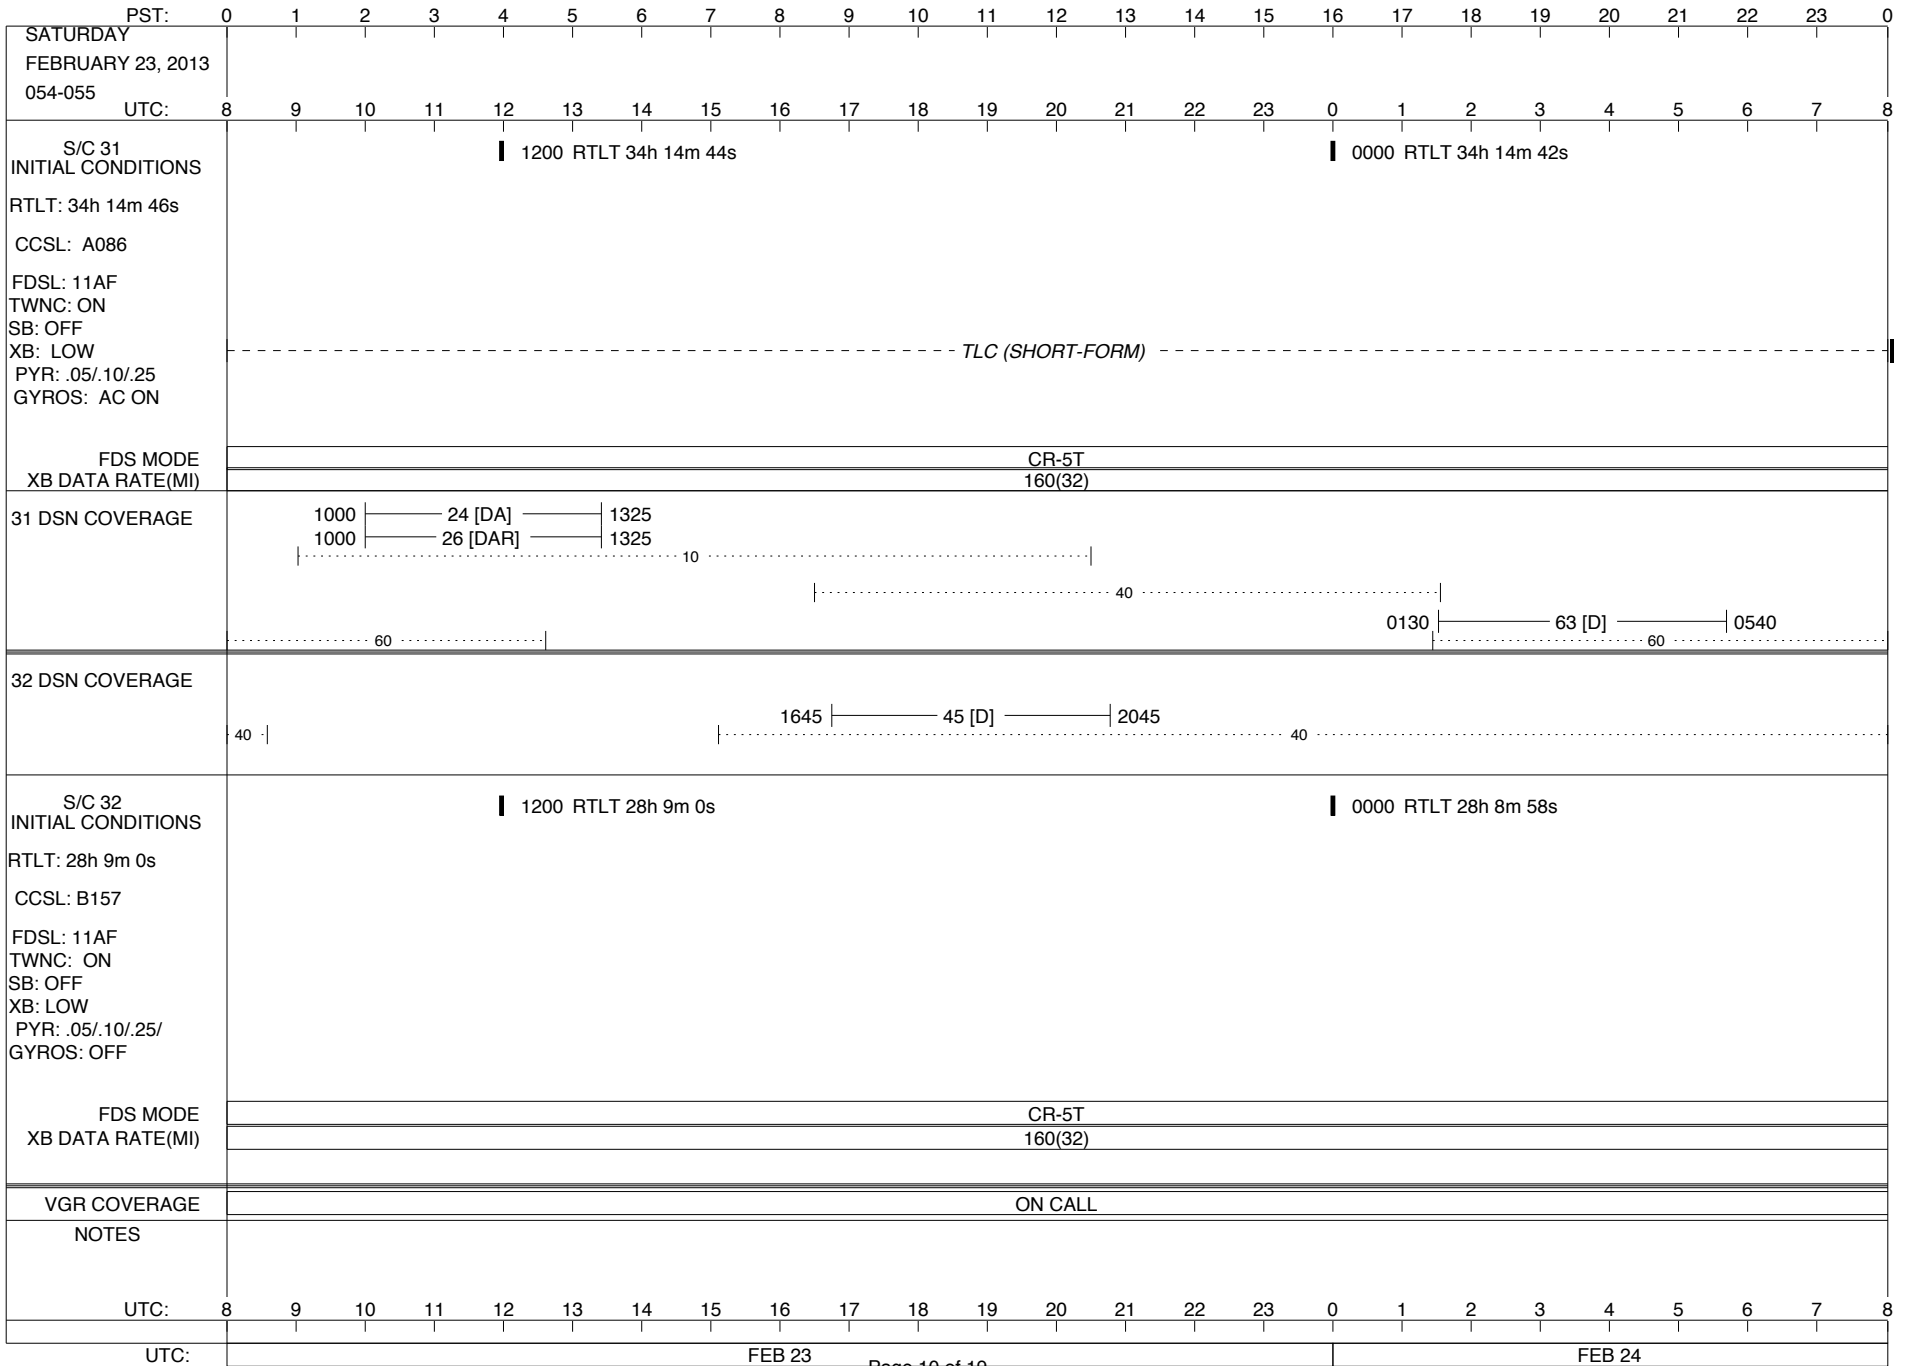 PST: 0 1 2 3 4 5 6 7 8 9 10 11 12 13 14 15 16 17 18 19 20 21 22 23 0
SATURDAY
FEBRUARY 23, 2013
054-055
UTC: 8 9 10 11 12 13 14 15 16 17 18 19 20 21 22 23 0 1 2 3 4 5 6 7 8
S/C 31
INITIAL CONDITIONS
1200 RTLT 34h 14m 44s
0000 RTLT 34h 14m 42s
RTLT: 34h 14m 46s
CCSL: A086
FDSL: 11AF
TWNC: ON
SB: OFF
XB: LOW
TLC (SHORT-FORM)
PYR: .05/.10/.25
GYROS: AC ON
FDS MODE CR-5T
XB DATA RATE(MI) 160(32)
31 DSN COVERAGE
1000 24 [DA] 1325
1000 26 [DAR] 1325
10
40
0130 63 [D] 0540
60 60
32 DSN COVERAGE
1645 45 [D] 2045
40 40
S/C 32
INITIAL CONDITIONS
1200 RTLT 28h 9m 0s
0000 RTLT 28h 8m 58s
RTLT: 28h 9m 0s
CCSL: B157
FDSL: 11AF
TWNC: ON
SB: OFF
XB: LOW
PYR: .05/.10/.25/
GYROS: OFF
FDS MODE CR-5T
XB DATA RATE(MI) 160(32)
VGR COVERAGE ON CALL
NOTES
UTC: 8 9 10 11 12 13 14 15 16 17 18 19 20 21 22 23 0 1 2 3 4 5 6 7 8
UTC: FEB 23 FEB 24
Page 10 of 10